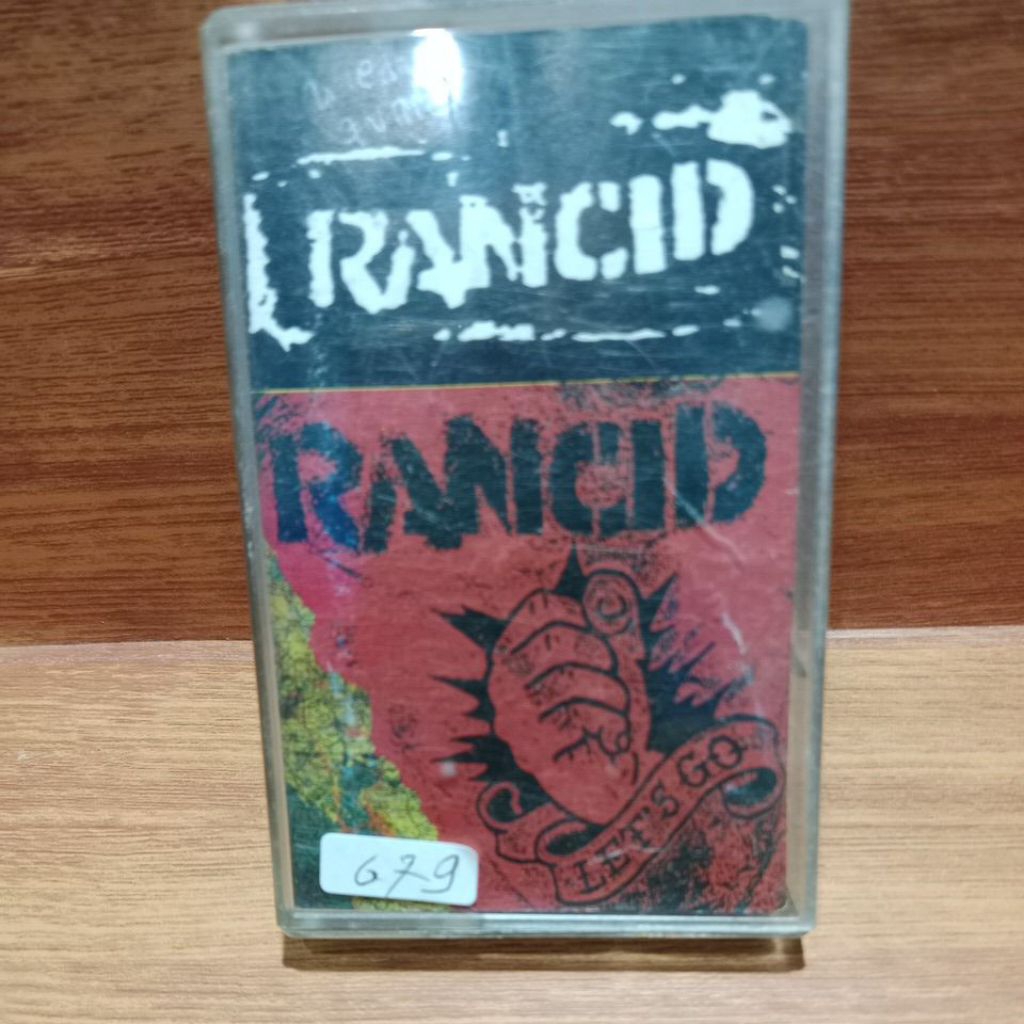 RANCID
RANCID
LET'S GO
679